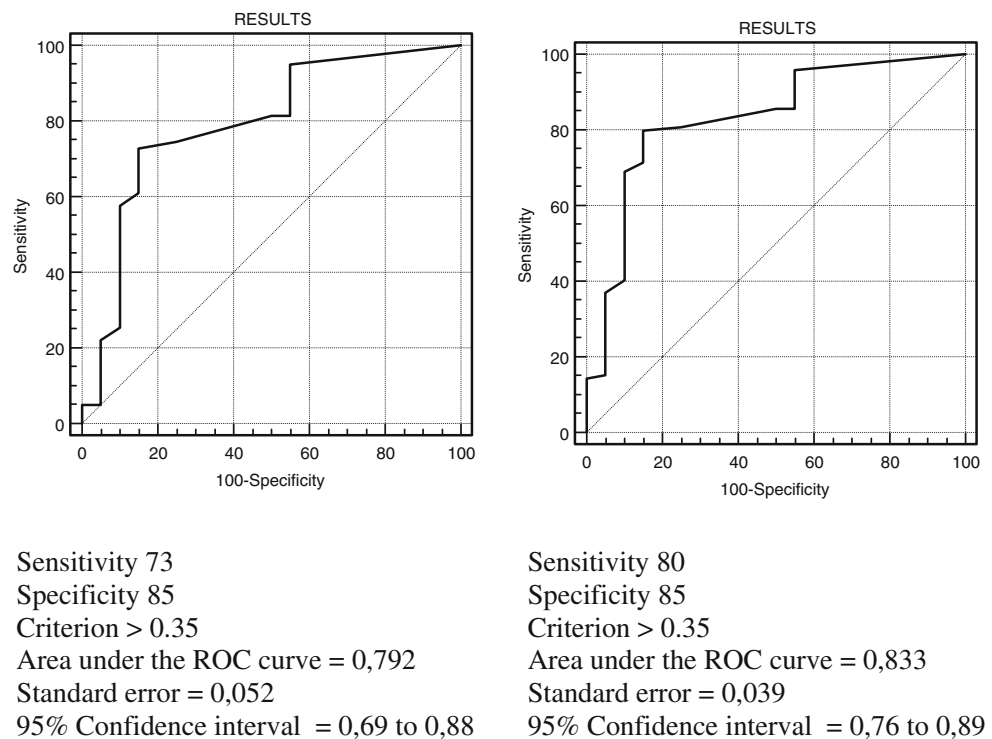 RESULTS
100
80
60
40
20
0
Sensitivity
0 20 40 60 80 100
100-Specificity
Sensitivity 73
Specificity 85
Criterion > 0.35
Area under the ROC curve = 0,792
Standard error = 0,052
95% Confidence interval = 0,69 to 0,88
RESULTS
100
80
60
40
20
0
Sensitivity
0 20 40 60 80 100
100-Specificity
Sensitivity 80
Specificity 85
Criterion > 0.35
Area under the ROC curve = 0,833
Standard error = 0,039
95% Confidence interval = 0,76 to 0,89